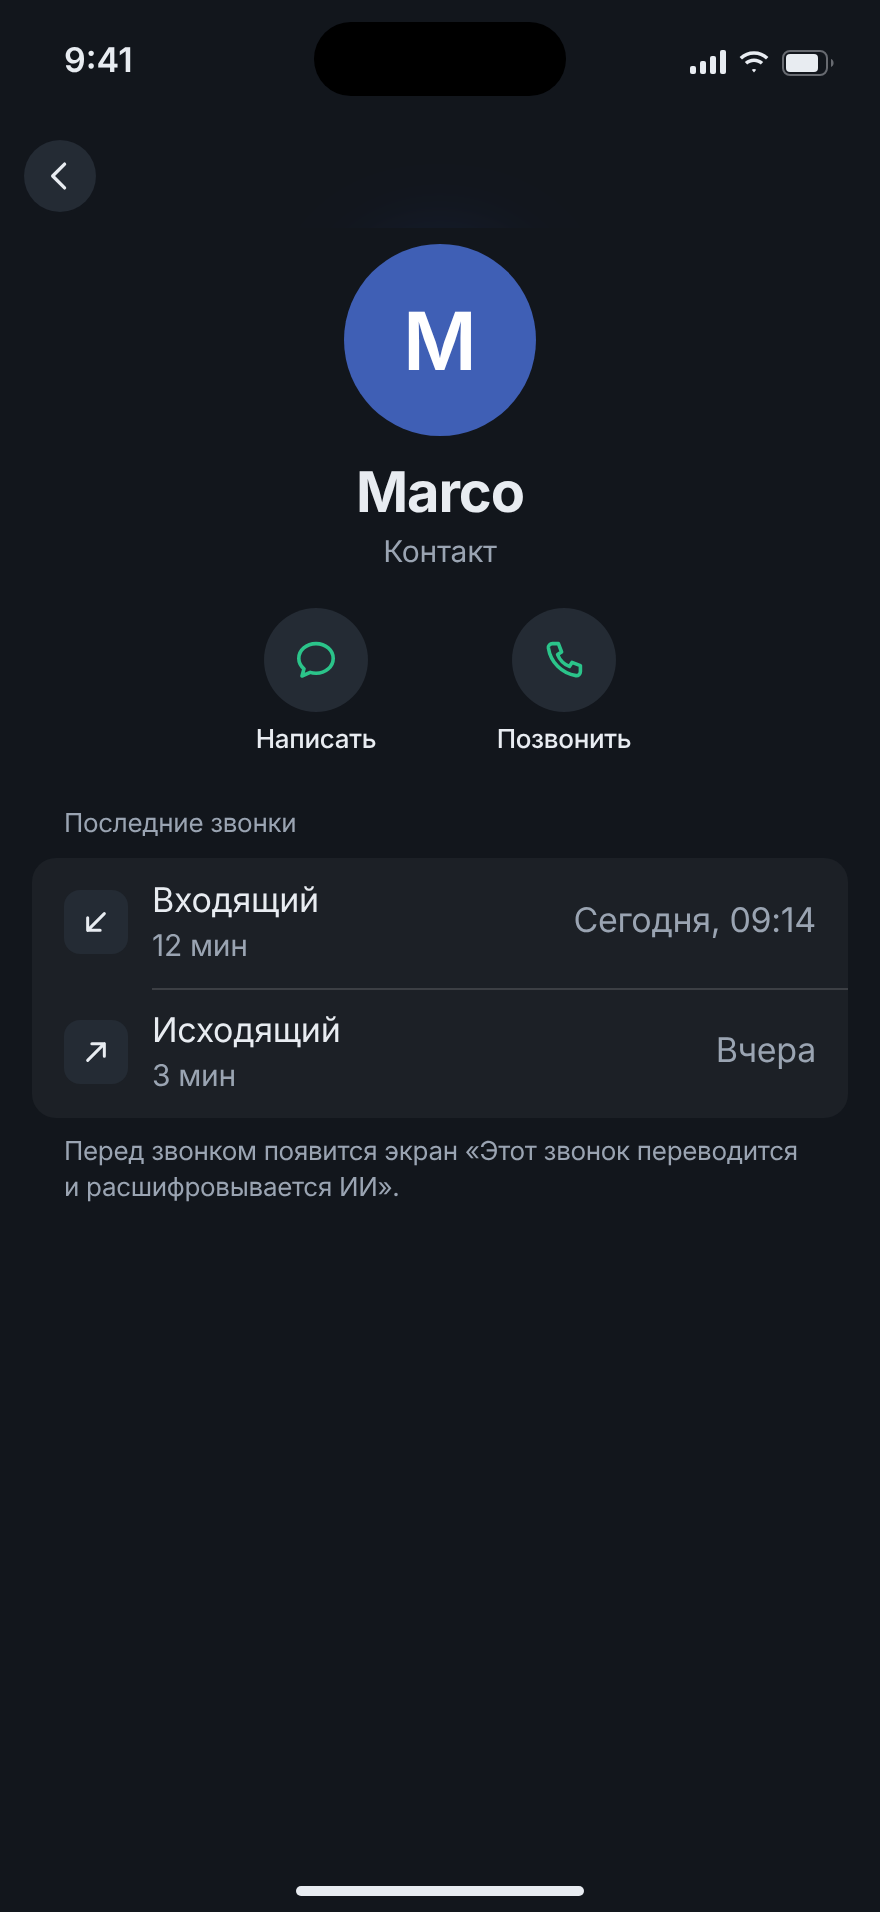 9:41
M
Marco
Контакт
Написать
Позвонить
Последние звонки
Входящий
Сегодня, 09:14
12 мин
Исходящий
Вчера
3 мин
Перед звонком появится экран «Этот звонок переводится
и расшифровывается ИИ».